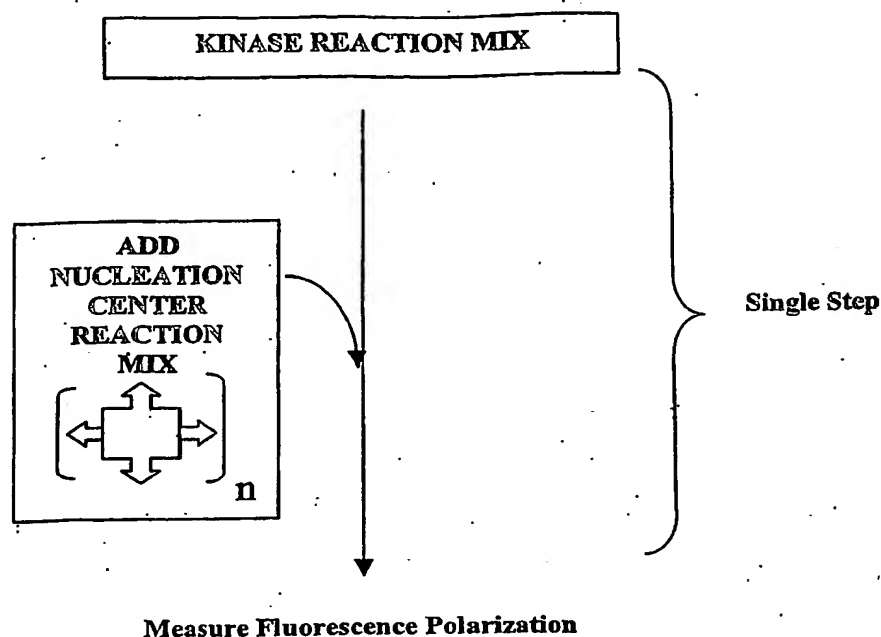 KINASE REACTION MIX
ADD
NUCLEATION
CENTER
REACTION
MIX
n
Single Step
Measure Fluorescence Polarization